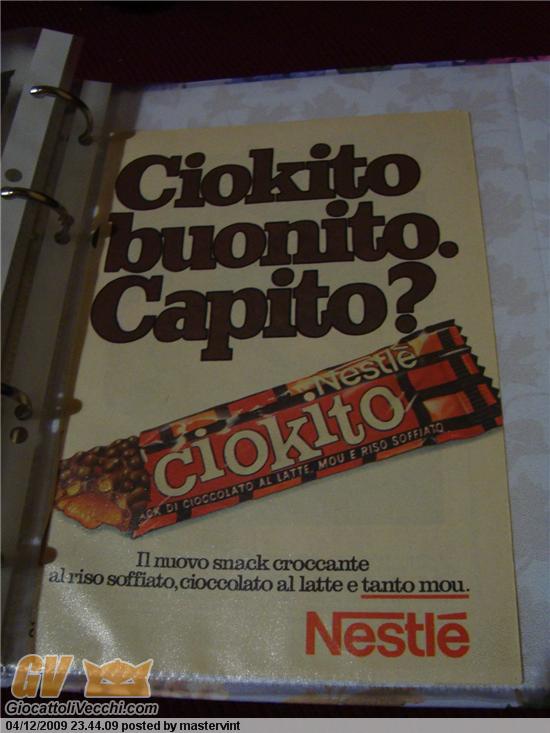 Ciokito
buonito.
Capito?
Nestlé
ciokito
ACK DI CIOCCOLATO AL LATTE, MOU E RISO SOFFIATO
Il nuovo snack croccante
al riso soffiato, cioccolato al latte e tanto mou.
Nestlé
GV
GiocattoliVecchi.com
04/12/2009 23.44.09 posted by mastervint